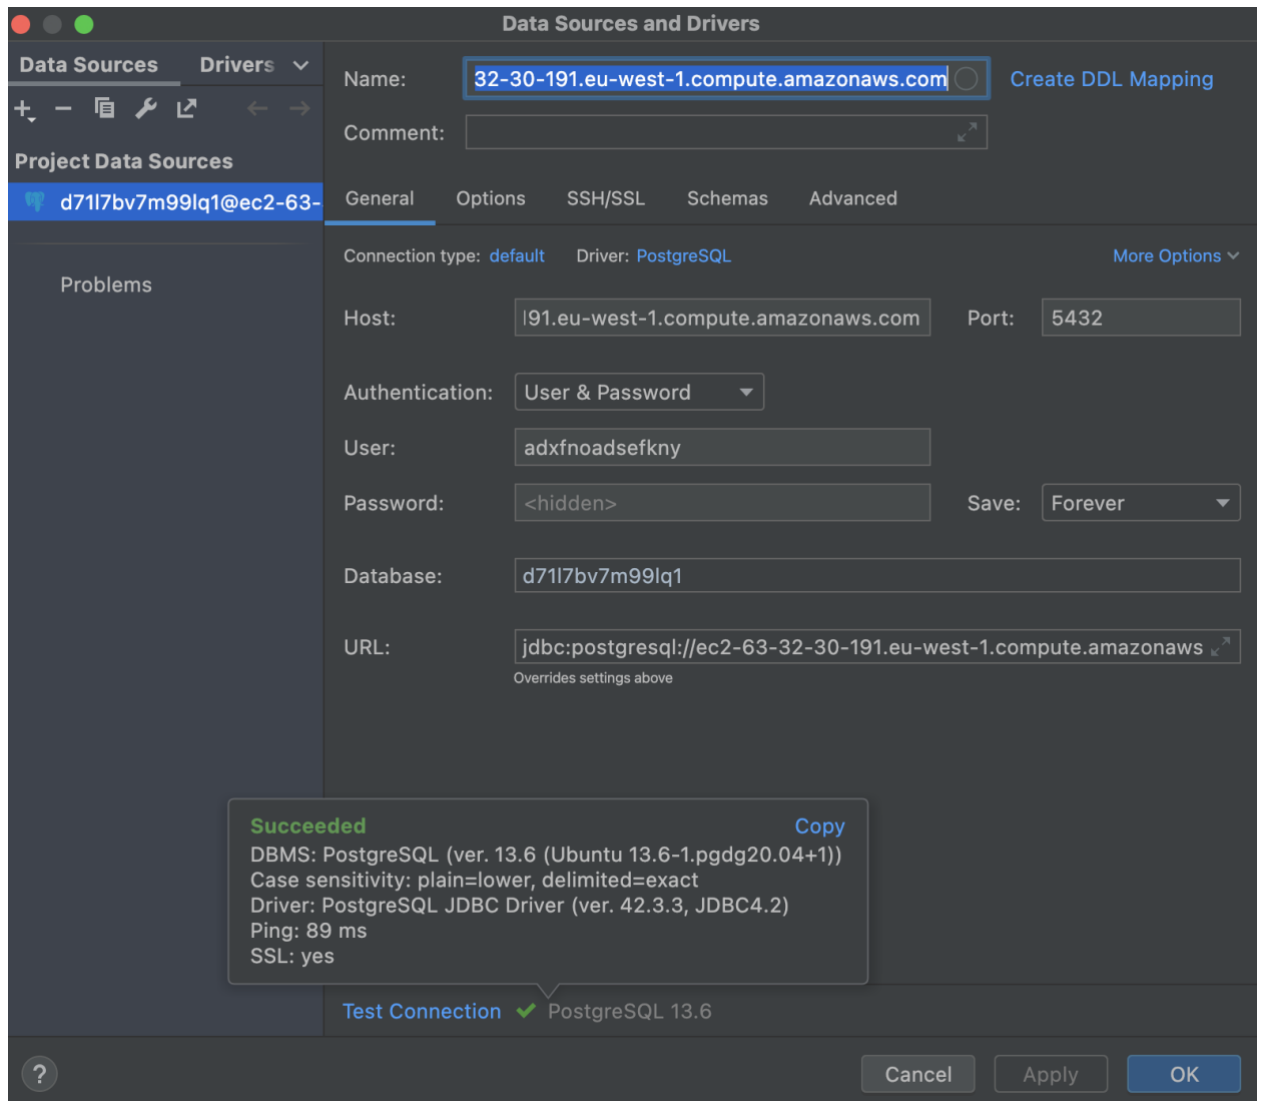 Data Sources and Drivers
Data Sources Drivers
Name: 32-30-191.eu-west-1.compute.amazonaws.com Create DDL Mapping
Comment:
Project Data Sources
d71l7bv7m99lq1@ec2-63-
Problems
General Options SSH/SSL Schemas Advanced
Connection type: default Driver: PostgreSQL More Options
Host: 191.eu-west-1.compute.amazonaws.com Port: 5432
Authentication: User & Password
User: adxfnoadsefkny
Password: <hidden> Save: Forever
Database: d71l7bv7m99lq1
URL: jdbc:postgresql://ec2-63-32-30-191.eu-west-1.compute.amazonaws
Overrides settings above
Succeeded Copy
DBMS: PostgreSQL (ver. 13.6 (Ubuntu 13.6-1.pgdg20.04+1))
Case sensitivity: plain=lower, delimited=exact
Driver: PostgreSQL JDBC Driver (ver. 42.3.3, JDBC4.2)
Ping: 89 ms
SSL: yes
Test Connection PostgreSQL 13.6
? Cancel Apply OK